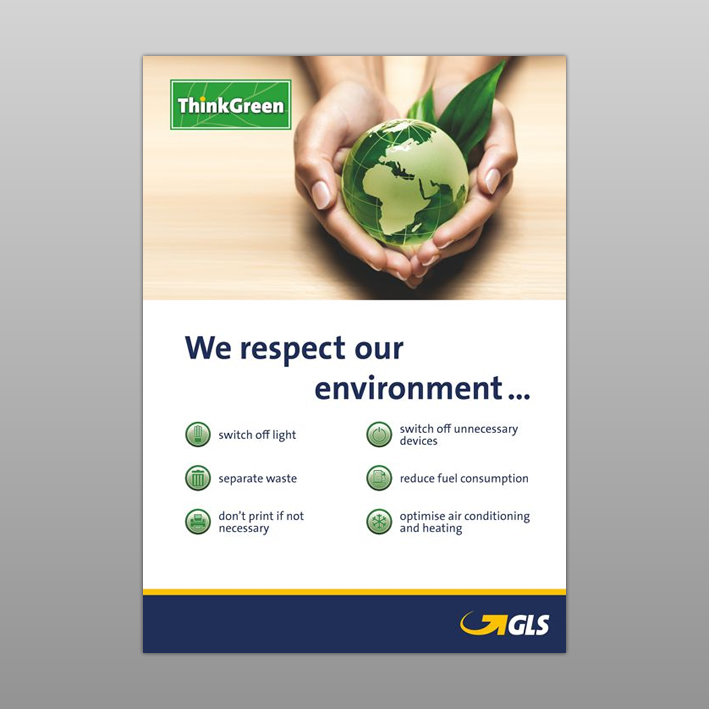 ThinkGreen
We respect our
environment...
switch off light
separate waste
don't print if not
necessary
switch off unnecessary
devices
reduce fuel consumption
optimise air conditioning
and heating
GLS